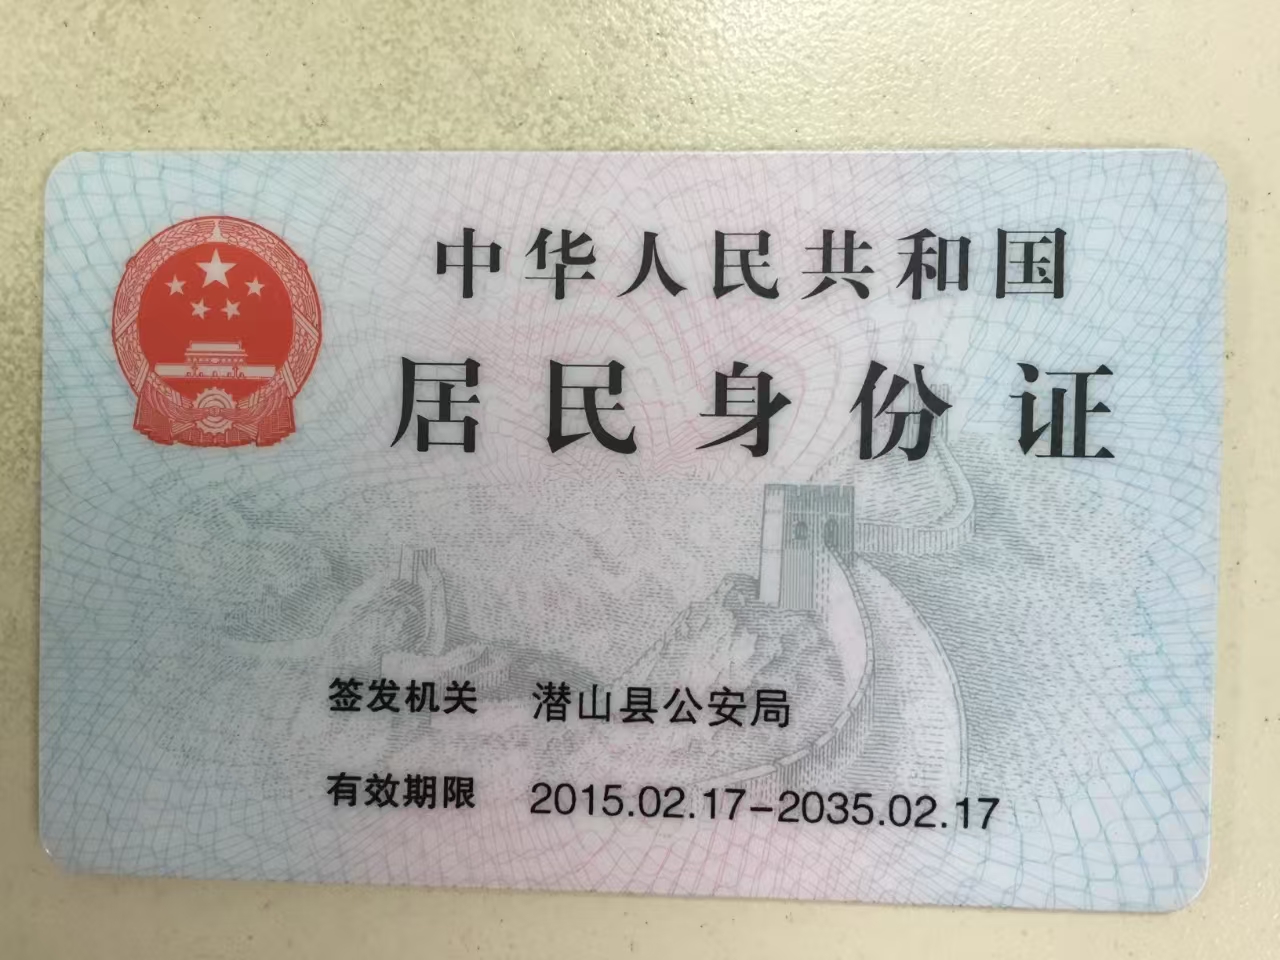 中华人民共和国
居民身份证
签发机关 潜山县公安局
有效期限 2015.02.17-2035.02.17